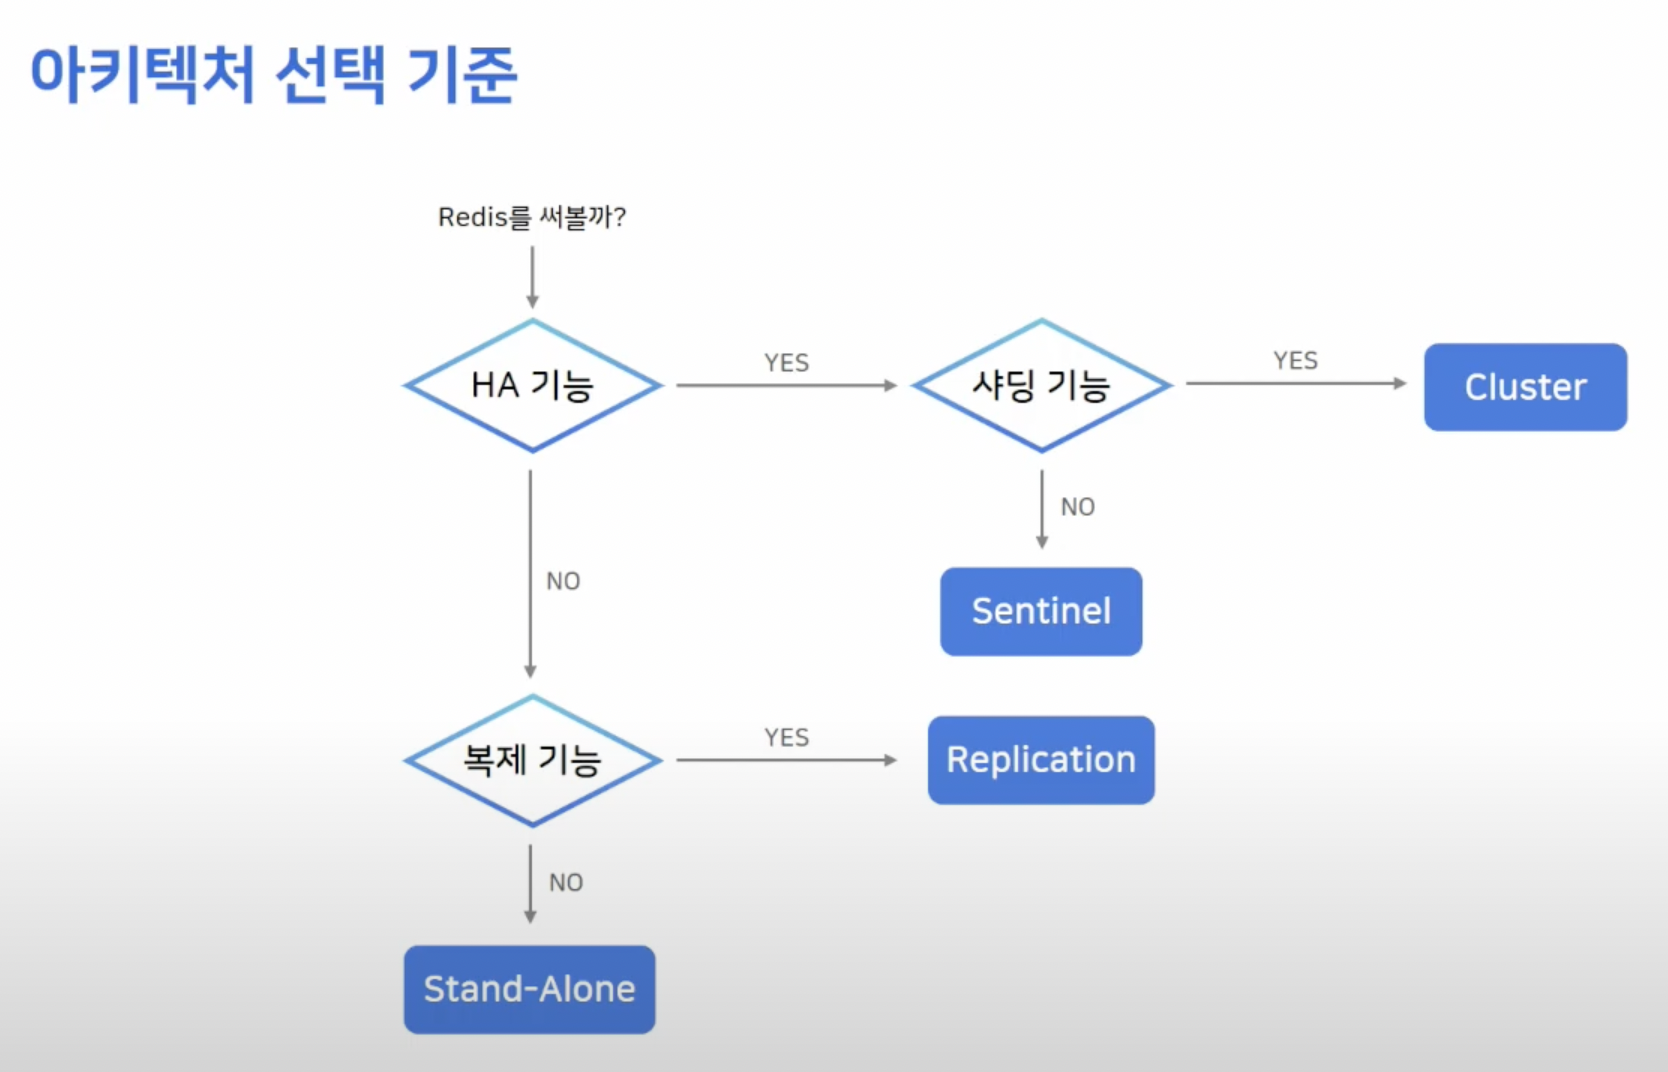 아키텍처 선택 기준
Redis를 써볼까?
HA 기능
YES
샤딩 기능
YES
Cluster
NO
Sentinel
NO
복제 기능
YES
Replication
NO
Stand-Alone